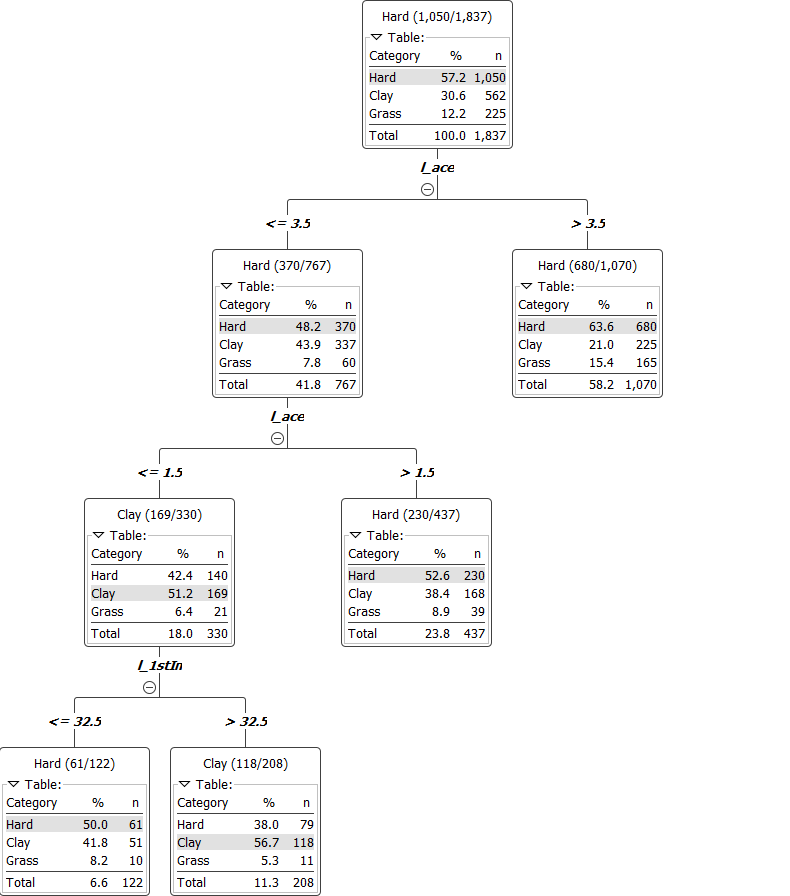 Hard (1,050/1,837)
Table:
Category % n
Hard 57.2 1,050
Clay 30.6 562
Grass 12.2 225
Total 100.0 1,837
l_ace
<= 3.5 > 3.5
Hard (370/767)
Table:
Category % n
Hard 48.2 370
Clay 43.9 337
Grass 7.8 60
Total 41.8 767
Hard (680/1,070)
Table:
Category % n
Hard 63.6 680
Clay 21.0 225
Grass 15.4 165
Total 58.2 1,070
l_ace
<= 1.5 > 1.5
Clay (169/330)
Table:
Category % n
Hard 42.4 140
Clay 51.2 169
Grass 6.4 21
Total 18.0 330
Hard (230/437)
Table:
Category % n
Hard 52.6 230
Clay 38.4 168
Grass 8.9 39
Total 23.8 437
l_1stIn
<= 32.5 > 32.5
Hard (61/122)
Table:
Category % n
Hard 50.0 61
Clay 41.8 51
Grass 8.2 10
Total 6.6 122
Clay (118/208)
Table:
Category % n
Hard 38.0 79
Clay 56.7 118
Grass 5.3 11
Total 11.3 208